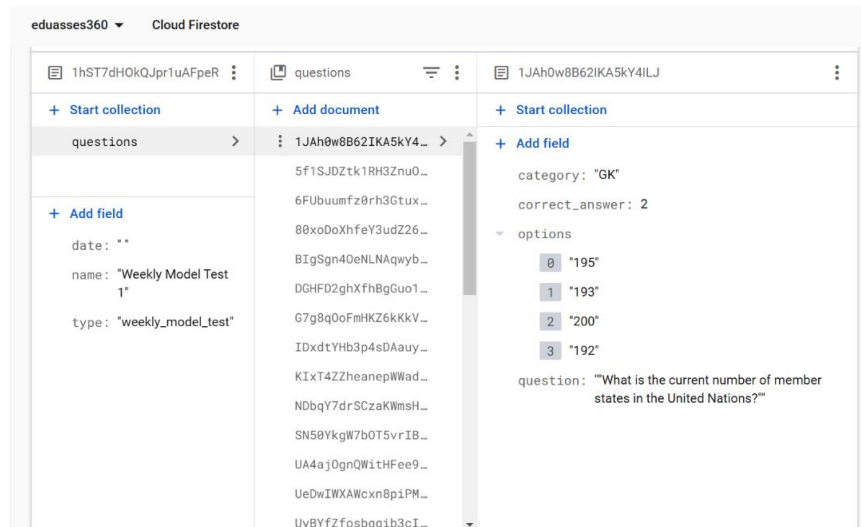 eduasses360
Cloud Firestore
1hST7dHOkQJpr1uAFpeR
questions
1JAh0w8B62IKA5kY4ILJ
+ Start collection
+ Add document
+ Start collection
questions
1JAh0w8B62IKA5kY4…
+ Add field
5f1SJDZtk1RH3ZnuO…
category: "GK"
6FUbuumfz0rh3Gtux…
correct_answer: 2
+ Add field
80xoDoXhfeY3udZ26…
options
date: ""
BIgSgn4OeNLNAqwyb…
0 "195"
name: "Weekly Model Test
1"
DGHFD2ghXfhBgGuo1…
1 "193"
type: "weekly_model_test"
G7g8qOoFmHKZ6kKkV…
2 "200"
IDxdtYHb3p4sDAauy…
3 "192"
KIxT4ZZheanepWWad…
question: ""What is the current number of member
states in the United Nations?""
NDbqY7drSCzaKWmsH…
SN50YkgW7bOT5vrIB…
UA4ajOgnQWitHFee9…
UeDwIWXAWcxn8piPM…